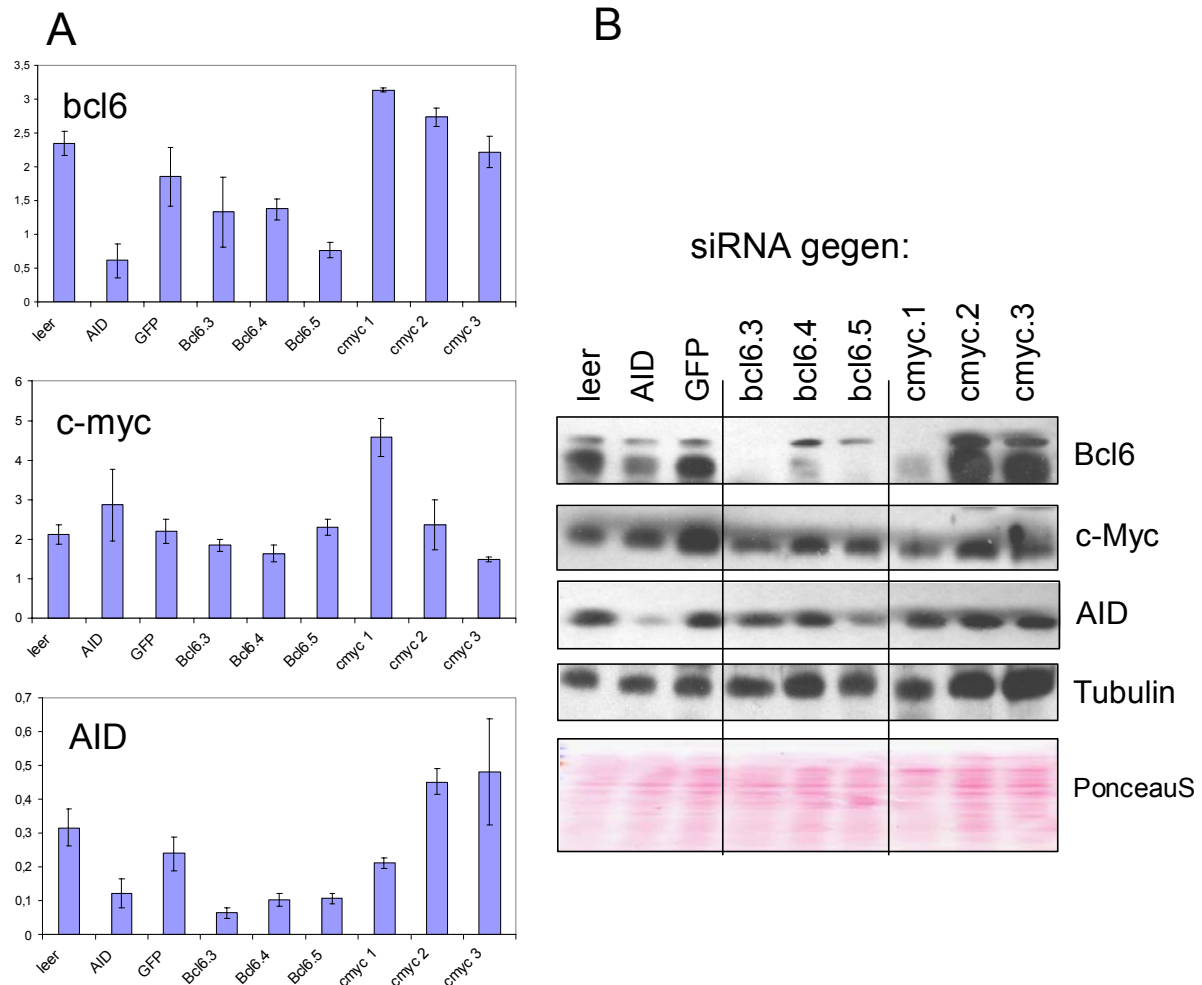 A
3,5
3
2,5
2
1,5
1
0,5
0
bcl6
leer
AID
GFP
Bcl6.3
Bcl6.4
Bcl6.5
cmyc 1
cmyc 2
cmyc 3
6
5
4
3
2
1
0
c-myc
leer
AID
GFP
Bcl6.3
Bcl6.4
Bcl6.5
cmyc 1
cmyc 2
cmyc 3
0,7
0,6
0,5
0,4
0,3
0,2
0,1
0
AID
leer
AID
GFP
Bcl6.3
Bcl6.4
Bcl6.5
cmyc 1
cmyc 2
cmyc 3
B
siRNA gegen:
leer
AID
GFP
bcl6.3
bcl6.4
bcl6.5
cmyc.1
cmyc.2
cmyc.3
Bcl6
c-Myc
AID
Tubulin
PonceauS